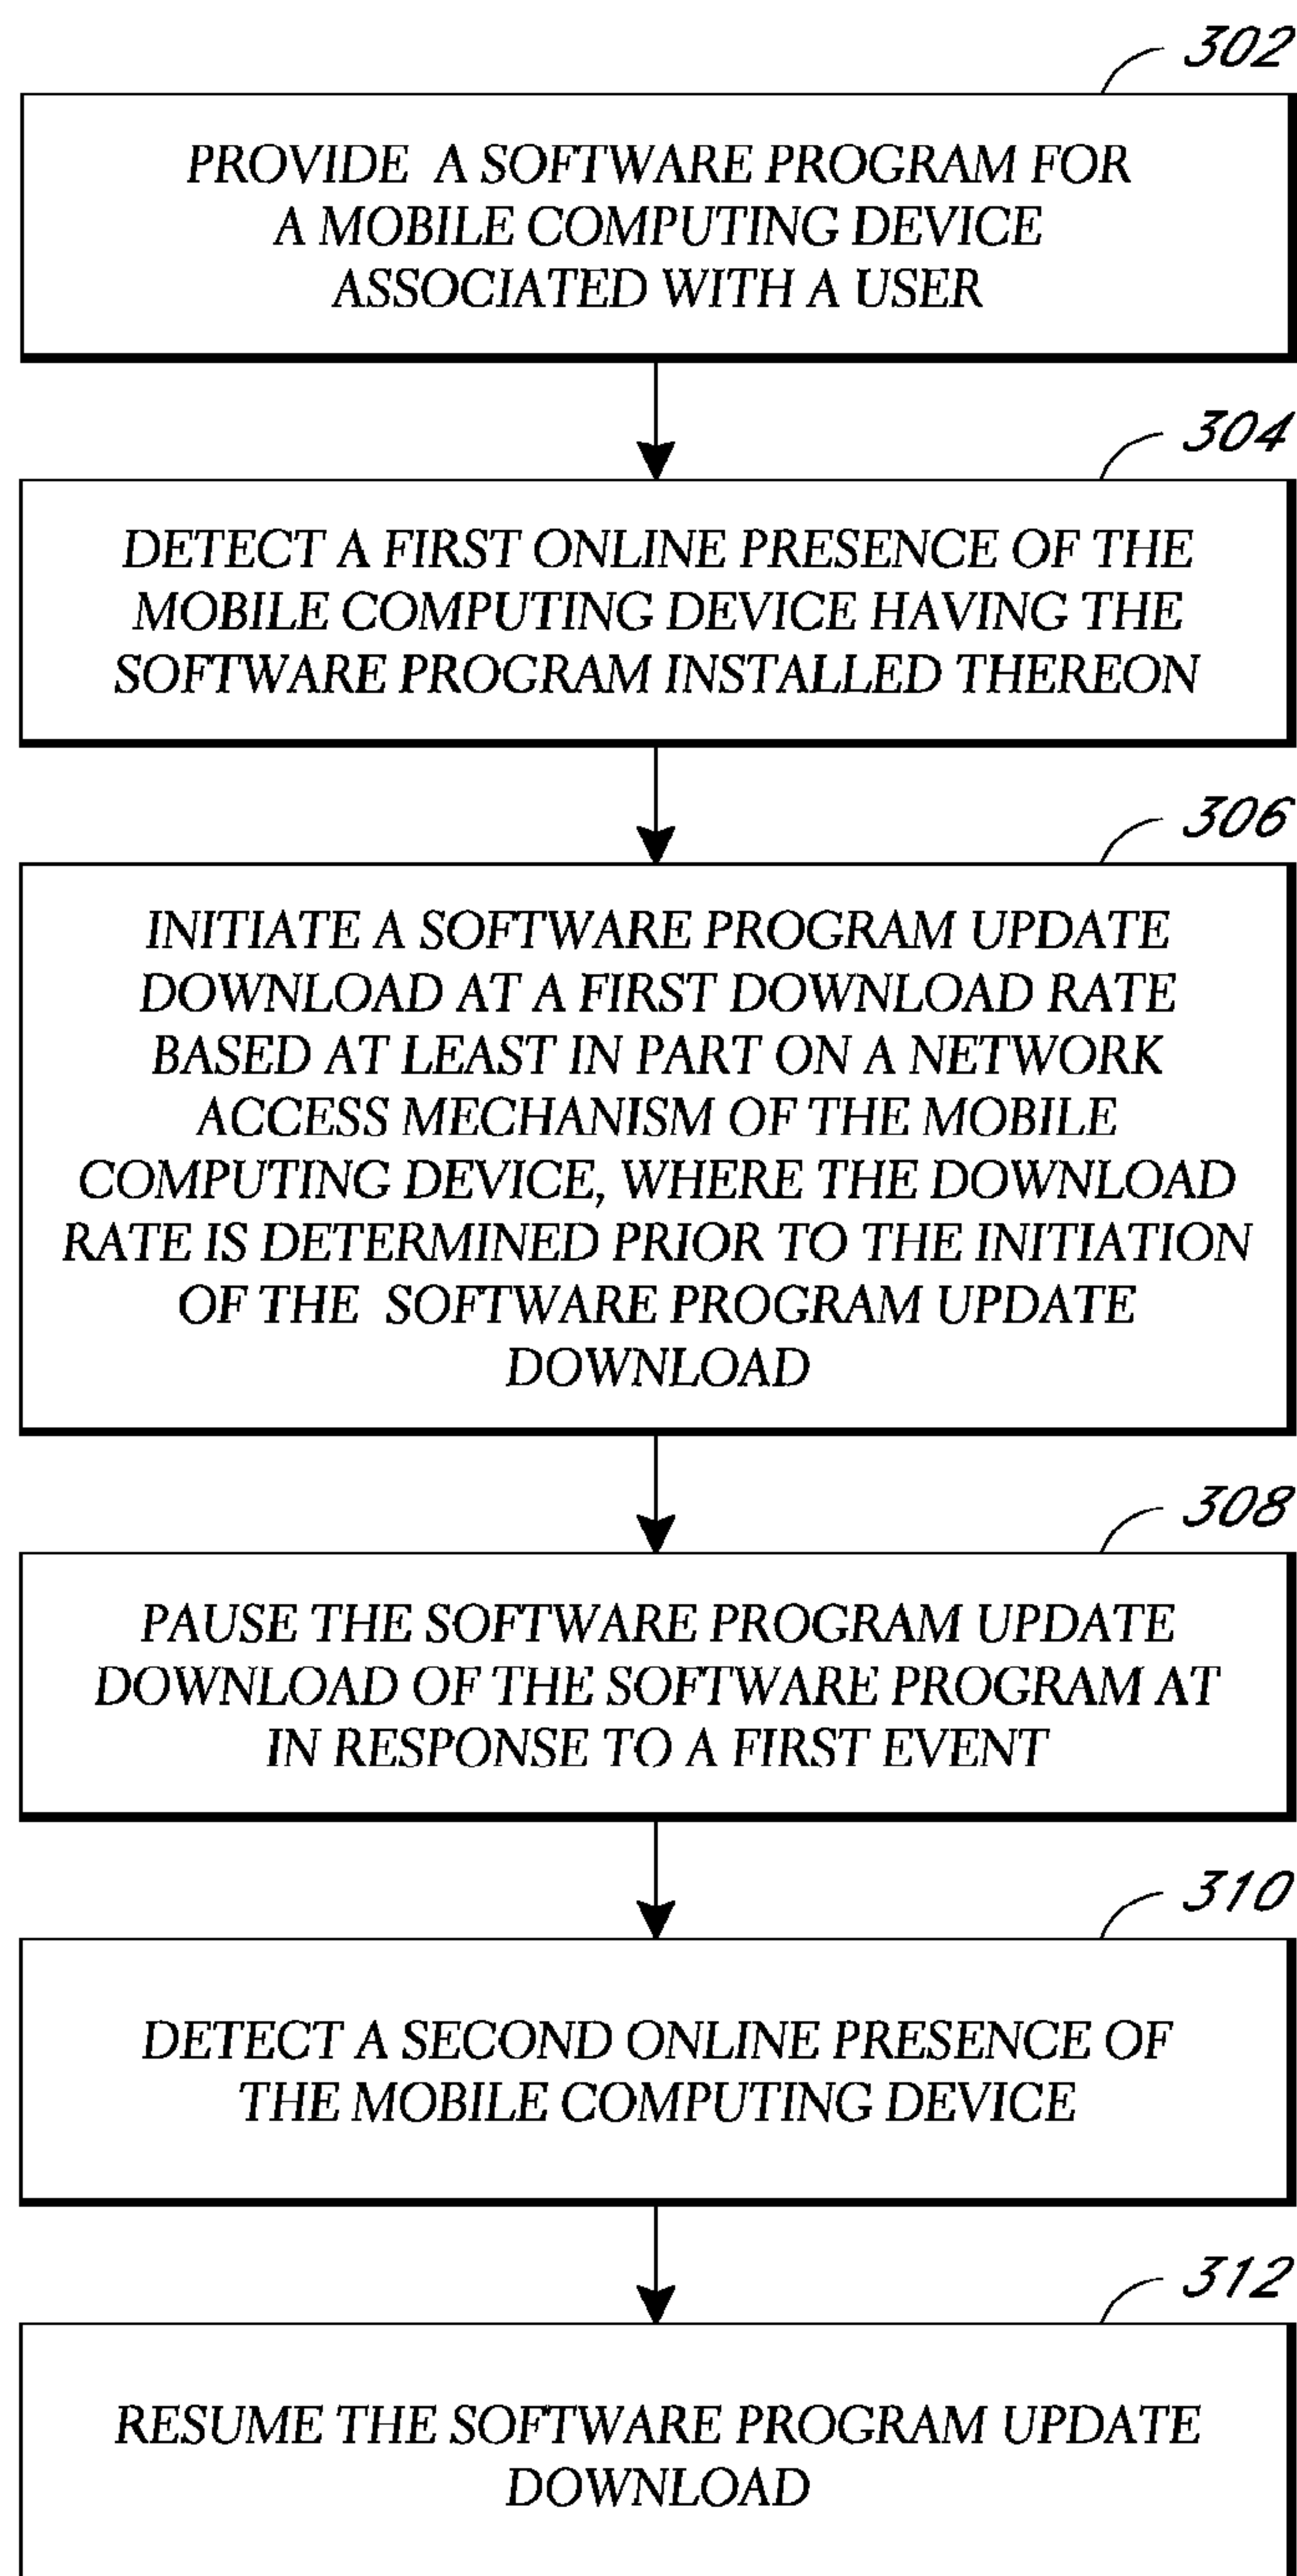 302
PROVIDE A SOFTWARE PROGRAM FOR
A MOBILE COMPUTING DEVICE
ASSOCIATED WITH A USER
304
DETECT A FIRST ONLINE PRESENCE OF THE
MOBILE COMPUTING DEVICE HAVING THE
SOFTWARE PROGRAM INSTALLED THEREON
306
INITIATE A SOFTWARE PROGRAM UPDATE
DOWNLOAD AT A FIRST DOWNLOAD RATE
BASED AT LEAST IN PART ON A NETWORK
ACCESS MECHANISM OF THE MOBILE
COMPUTING DEVICE, WHERE THE DOWNLOAD
RATE IS DETERMINED PRIOR TO THE INITIATION
OF THE SOFTWARE PROGRAM UPDATE
DOWNLOAD
308
PAUSE THE SOFTWARE PROGRAM UPDATE
DOWNLOAD OF THE SOFTWARE PROGRAM AT
IN RESPONSE TO A FIRST EVENT
310
DETECT A SECOND ONLINE PRESENCE OF
THE MOBILE COMPUTING DEVICE
312
RESUME THE SOFTWARE PROGRAM UPDATE
DOWNLOAD